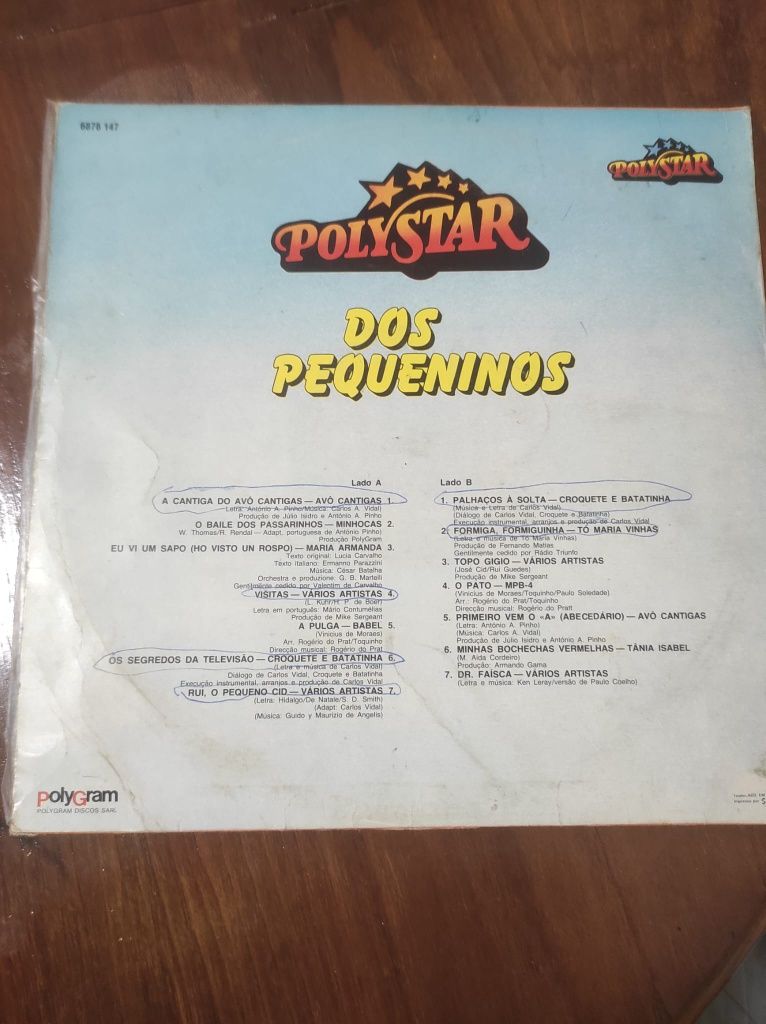 6878 147
POLYSTAR
POLYSTAR
DOS
PEQUENINOS
Lado A
A CANTIGA DO AVÔ CANTIGAS — AVÔ CANTIGAS 1.
Letra: António A. Pinho/Música: Carlos A. Vidal)
Produção de Júlio Isidro e António A. Pinho
O BAILE DOS PASSARINHOS — MINHOCAS 2.
W. Thomas/R. Rendal — Adapt. portuguesa de António Pinho)
Produção PolyGram
EU VI UM SAPO (HO VISTO UN ROSPO) — MARIA ARMANDA 3.
Texto original: Lucia Carvalho
Texto Italiano: Ermanno Parazzini
Música: César Batalha
Orchestra e produzione: G. B. Martelli
Gentilmente cedido por Valentim de Carvalho
VISITAS — VÁRIOS ARTISTAS 4.
(L. Kuhr/H. P. de Boer)
Letra em português: Mário Contumélias
Produção de Mike Sergeant
A PULGA — BABEL 5.
(Vinicius de Moraes)
Arr. Rogério do Prat/Toquinho
Direcção musical: Rogério do Prat
OS SEGREDOS DA TELEVISÃO — CROQUETE E BATATINHA 6.
(Letra e música de Carlos Vidal)
Diálogo de Carlos Vidal, Croquete e Batatinha
Execução instrumental, arranjos e produção de Carlos Vidal
RUI, O PEQUENO CID — VÁRIOS ARTISTAS 7.
(Letra: Hidalgo/De Natale/S. D. Smith)
(Adapt: Carlos Vidal)
(Música: Guido y Maurizio de Angelis)
Lado B
1. PALHAÇOS À SOLTA — CROQUETE E BATATINHA
(Música e Letra de Carlos Vidal)
(Diálogo de Carlos Vidal, Croquete e Batatinha)
Execução instrumental, arranjos e produção de Carlos Vidal
2. FORMIGA, FORMIGUINHA — TÓ MARIA VINHAS
(Letra e música de Tó Maria Vinhas)
Produção de Fernando Matias
Gentilmente cedido por Rádio Triunfo
3. TOPO GIGIO — VÁRIOS ARTISTAS
(José Cid/Rui Guedes)
Produção de Mike Sergeant
4. O PATO — MPB-4
(Vinicius de Moraes/Toquinho/Paulo Soledade)
Arr.: Rogério do Prat/Toquinho
Direcção musical: Rogério do Pratt
5. PRIMEIRO VEM O «A» (ABECEDÁRIO) — AVÔ CANTIGAS
(Letra: António A. Pinho)
(Música: Carlos A. Vidal)
Produção de Júlio Isidro e António A. Pinho
6. MINHAS BOCHECHAS VERMELHAS — TÂNIA ISABEL
(M. Aida Cordeiro)
Produção: Armando Gama
7. DR. FAÍSCA — VÁRIOS ARTISTAS
(Letra e música: Ken Leray/versão de Paulo Coelho)
PolyGram
POLYGRAM DISCOS SARL
Impresso por S